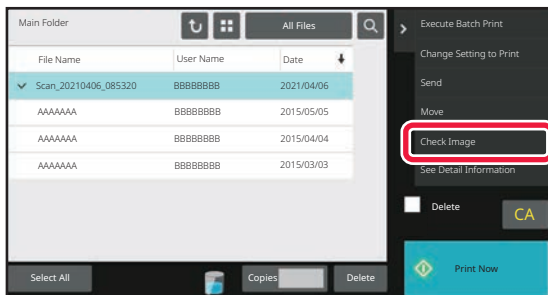 Main Folder
All Files
File Name User Name Date
Scan_20210406_085320 BBBBBBBB 2021/04/06
AAAAAAA BBBBBBBB 2015/05/05
AAAAAAA BBBBBBBB 2015/04/04
AAAAAAA BBBBBBBB 2015/03/03
Select All
Copies
Delete
Execute Batch Print
Change Setting to Print
Send
Move
Check Image
See Detail Information
Delete
CA
Print Now